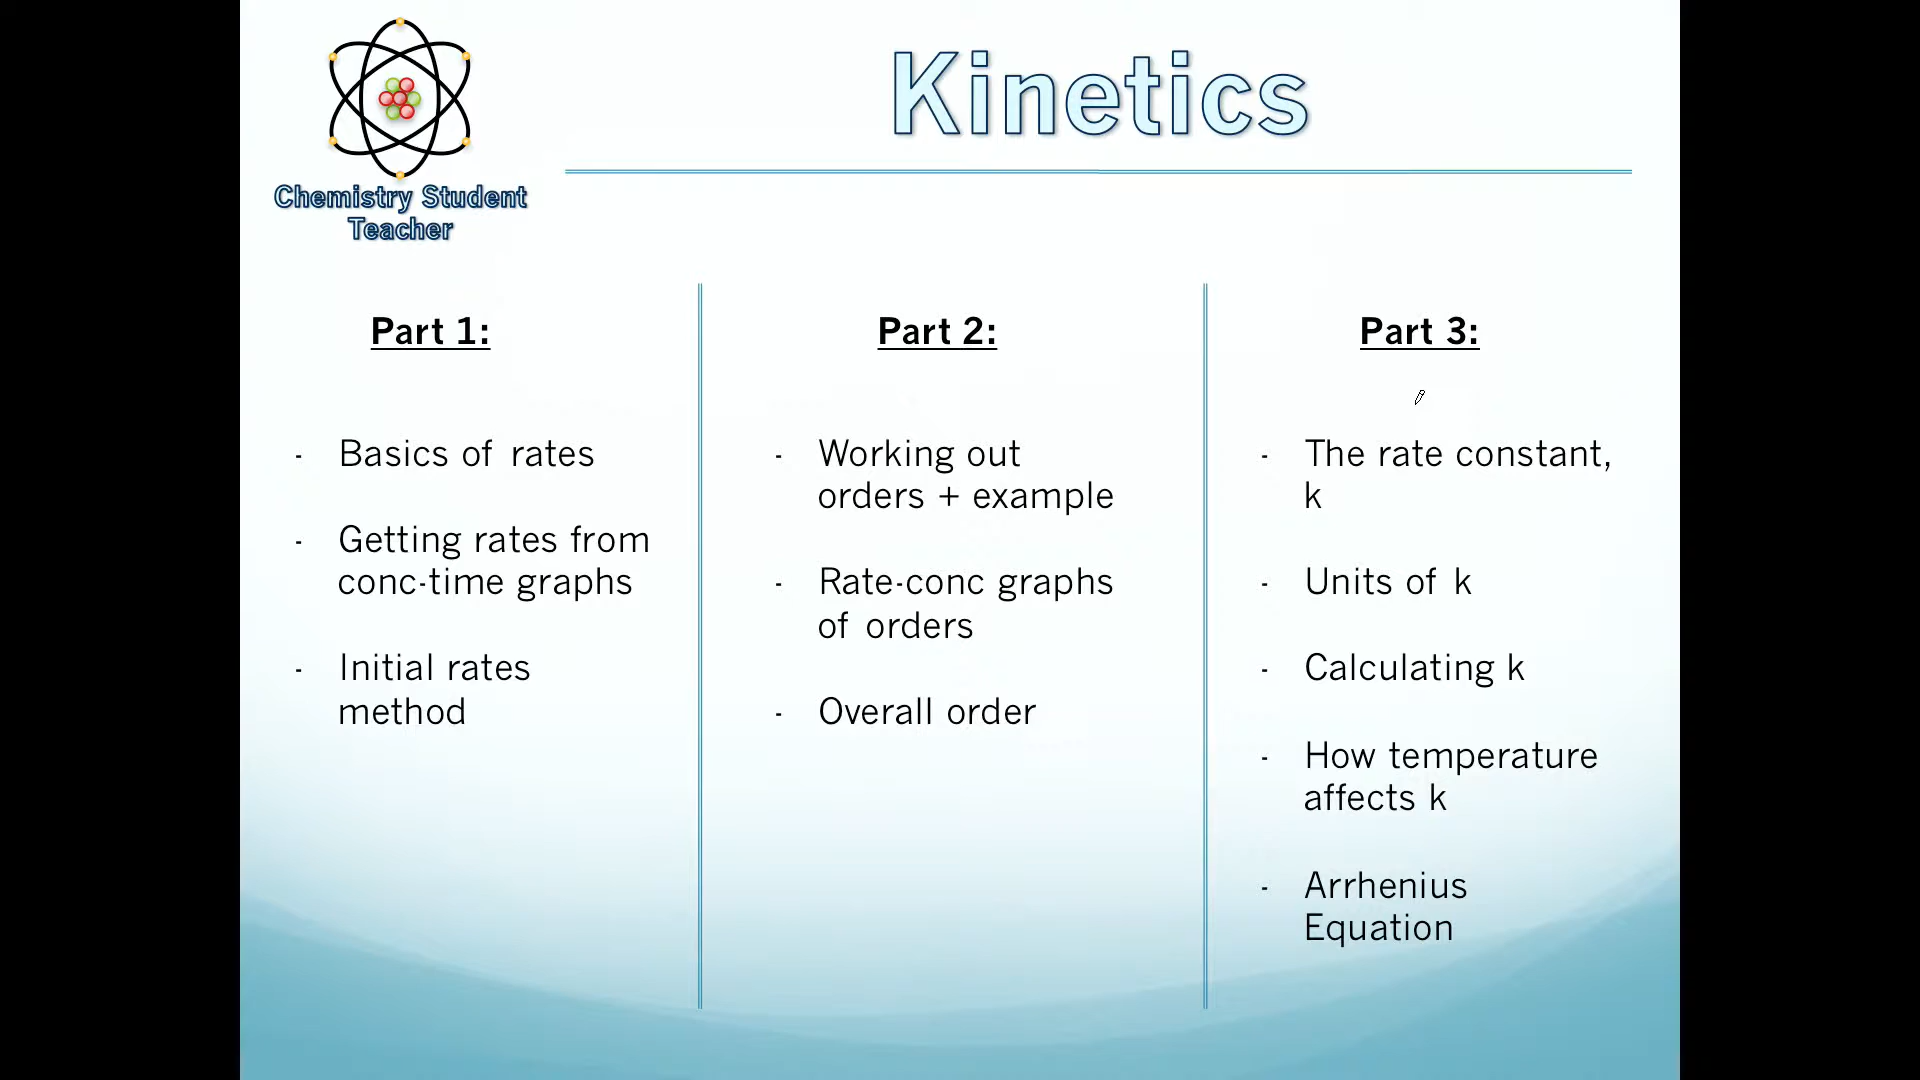 Kinetics
Chemistry Student
Teacher
Part 1:
- Basics of rates
- Getting rates from
conc-time graphs
- Initial rates
method
Part 2:
- Working out
orders + example
- Rate-conc graphs
of orders
- Overall order
Part 3:
- The rate constant,
k
- Units of k
- Calculating k
- How temperature
affects k
- Arrhenius
Equation